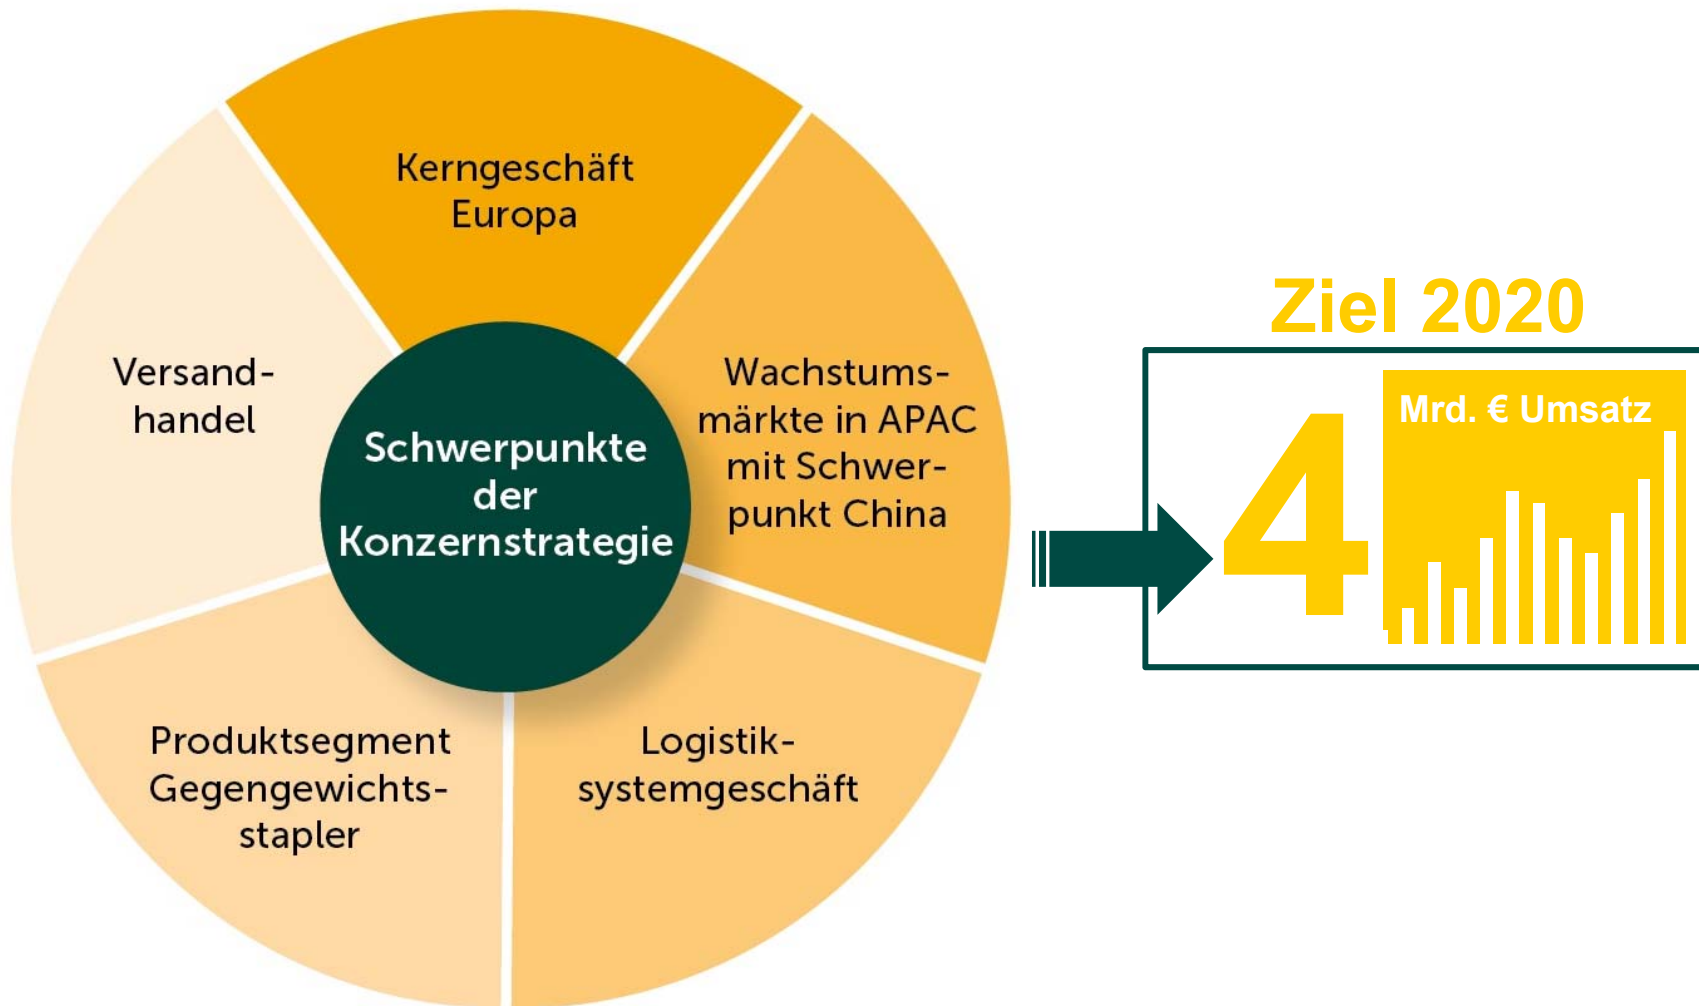 Kerngeschäft
Europa
Wachstums-
märkte in APAC
mit Schwer-
punkt China
Logistik-
systemgeschäft
Produktsegment
Gegengewichts-
stapler
Versand-
handel
Schwerpunkte
der
Konzernstrategie
Ziel 2020
4
Mrd. € Umsatz